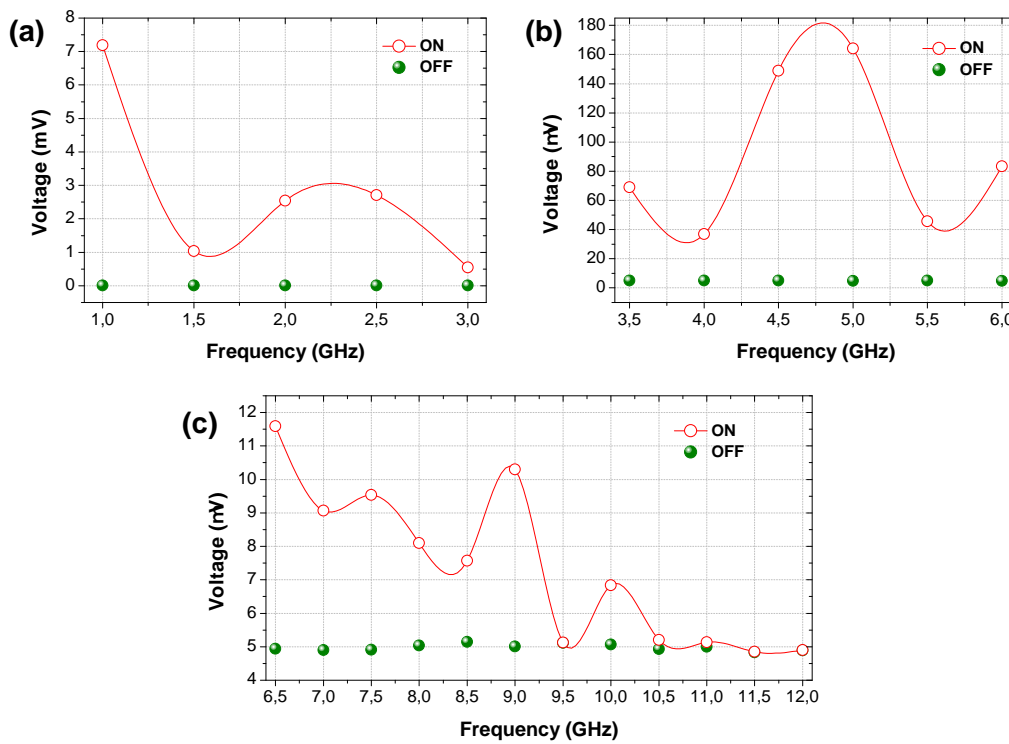 (a)
8
7
6
5
4
3
2
1
0
Voltage (mV)
ON
OFF
1,0 1,5 2,0 2,5 3,0
Frequency (GHz)
(b)
180
160
140
120
100
80
60
40
20
0
Voltage (mV)
ON
OFF
3,5 4,0 4,5 5,0 5,5 6,0
Frequency (GHz)
(c)
12
11
10
9
8
7
6
5
4
Voltage (mV)
ON
OFF
6,5 7,0 7,5 8,0 8,5 9,0 9,5 10,0 10,5 11,0 11,5 12,0
Frequency (GHz)